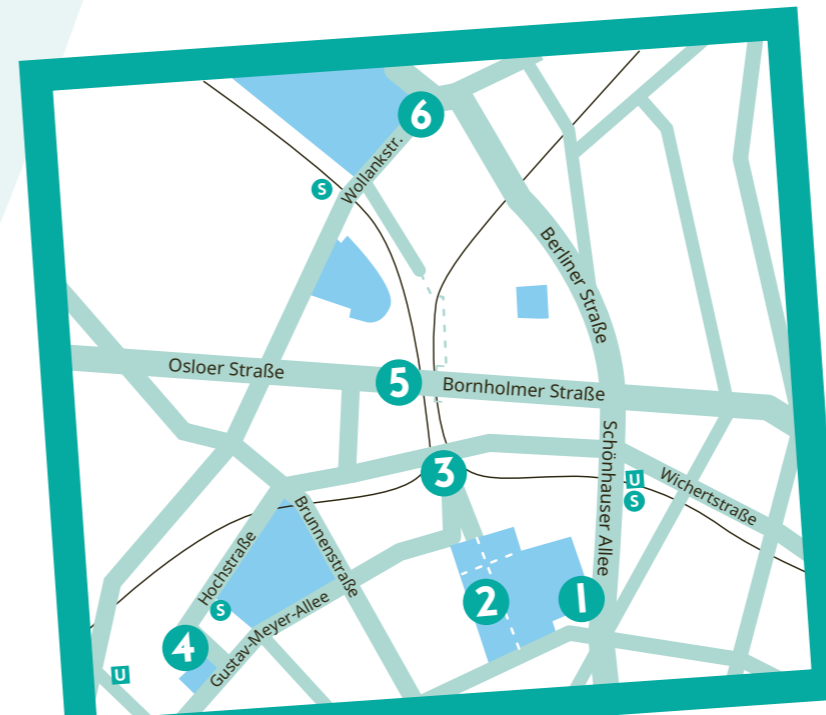 6
Wollankstr.
S
Berliner Straße
Osloer Straße
5
Bornholmer Straße
Schönhauser Allee
3
U
S
Wichertstraße
Brunnenstraße
Hochstraße
S
2
1
Gustav-Meyer-Allee
4
U